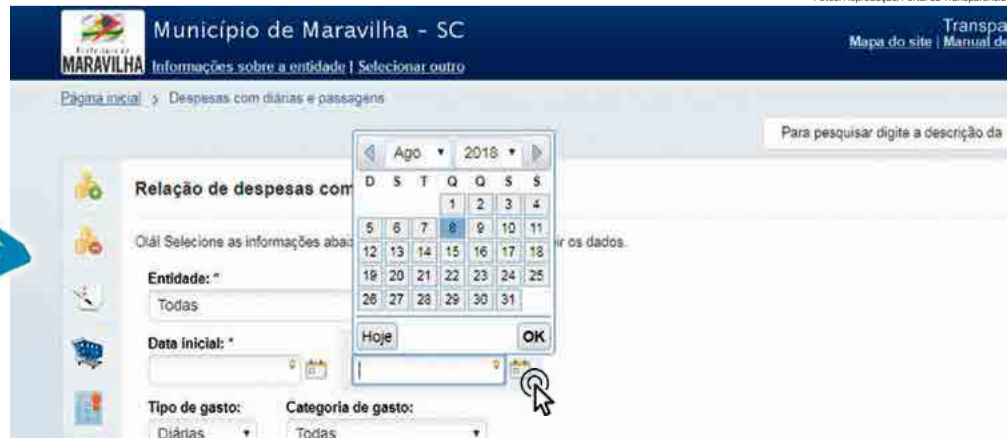 Município de Maravilha - SC
Transpa
Mapa do site | Manual de
MARAVILHA
Informações sobre a entidade | Selecionar outro
Página inicial > Despesas com diárias e passagens
Para pesquisar digite a descrição da
Ago 2018
D S T Q Q S S
1 2 3 4
5 6 7 8 9 10 11
12 13 14 15 16 17 18
19 20 21 22 23 24 25
26 27 28 29 30 31
Hoje OK
Relação de despesas com
Olá! Selecione as informações abai
ir os dados.
Entidade: *
Todas
Data inicial: *
Tipo de gasto: Categoria de gasto:
Diárias Todas